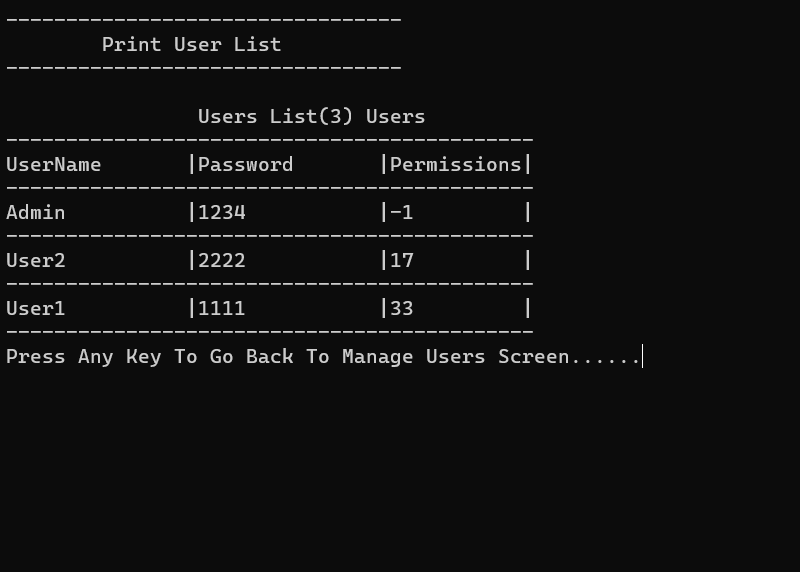 ---------------------------------
        Print User List
---------------------------------
                Users List(3) Users
--------------------------------------------
UserName       |Password       |Permissions|
--------------------------------------------
Admin          |1234           |-1         |
--------------------------------------------
User2          |2222           |17         |
--------------------------------------------
User1          |1111           |33         |
--------------------------------------------
Press Any Key To Go Back To Manage Users Screen......